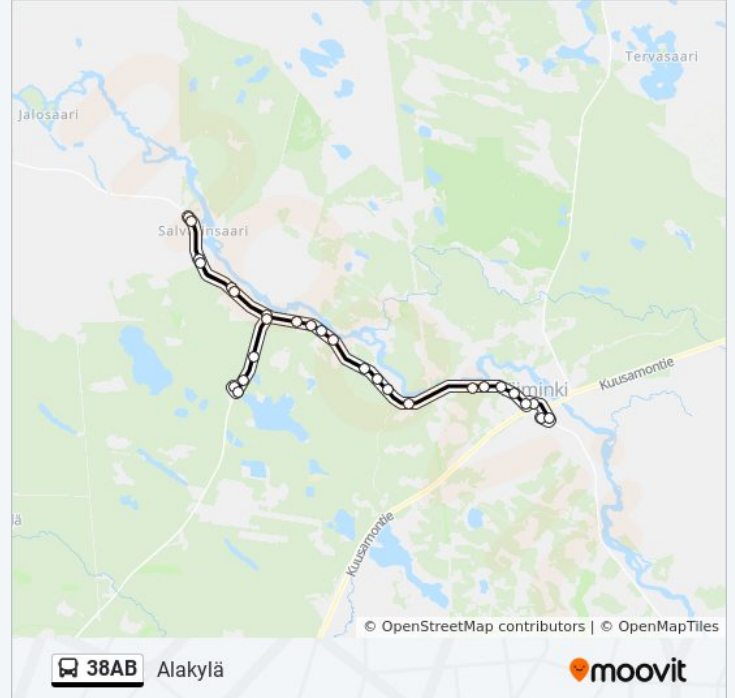 Tervasaari
Jalosaari
Kuusamontie
Kuusamontie
© OpenStreetMap contributors | © OpenMapTiles
38AB Alakylä
moovit